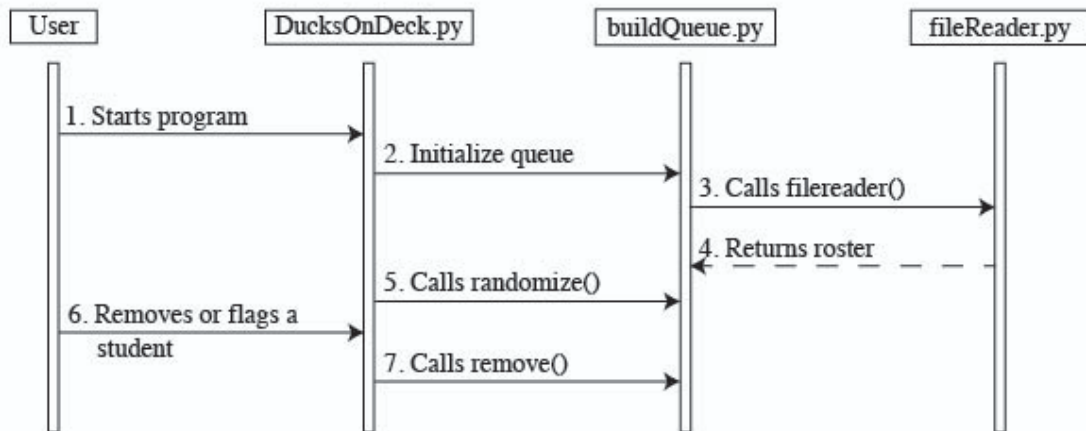 User
DucksOnDeck.py
buildQueue.py
fileReader.py
1. Starts program
2. Initialize queue
3. Calls filereader()
4. Returns roster
5. Calls randomize()
6. Removes or flags a
student
7. Calls remove()